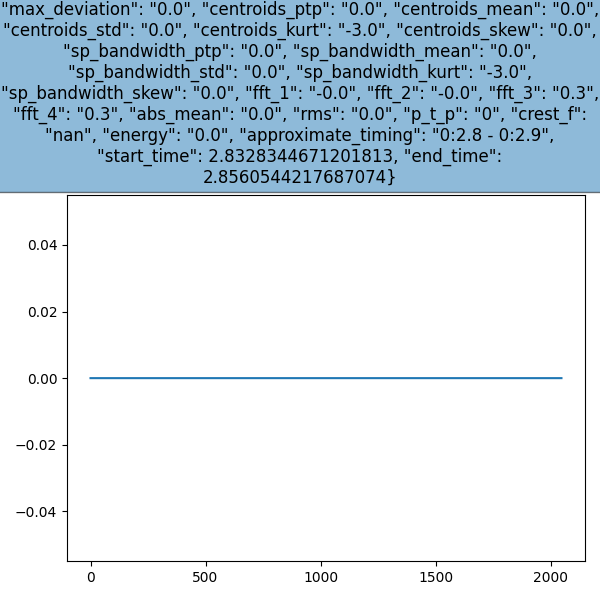 "max_deviation": "0.0", "centroids_ptp": "0.0", "centroids_mean": "0.0",
"centroids_std": "0.0", "centroids_kurt": "-3.0", "centroids_skew": "0.0",
"sp_bandwidth_ptp": "0.0", "sp_bandwidth_mean": "0.0",
"sp_bandwidth_std": "0.0", "sp_bandwidth_kurt": "-3.0",
"sp_bandwidth_skew": "0.0", "fft_1": "-0.0", "fft_2": "-0.0", "fft_3": "0.3",
"fft_4": "0.3", "abs_mean": "0.0", "rms": "0.0", "p_t_p": "0", "crest_f":
"nan", "energy": "0.0", "approximate_timing": "0:2.8 - 0:2.9",
"start_time": 2.8328344671201813, "end_time":
2.8560544217687074}
0.04
0.02
0.00
−0.02
−0.04
0 500 1000 1500 2000